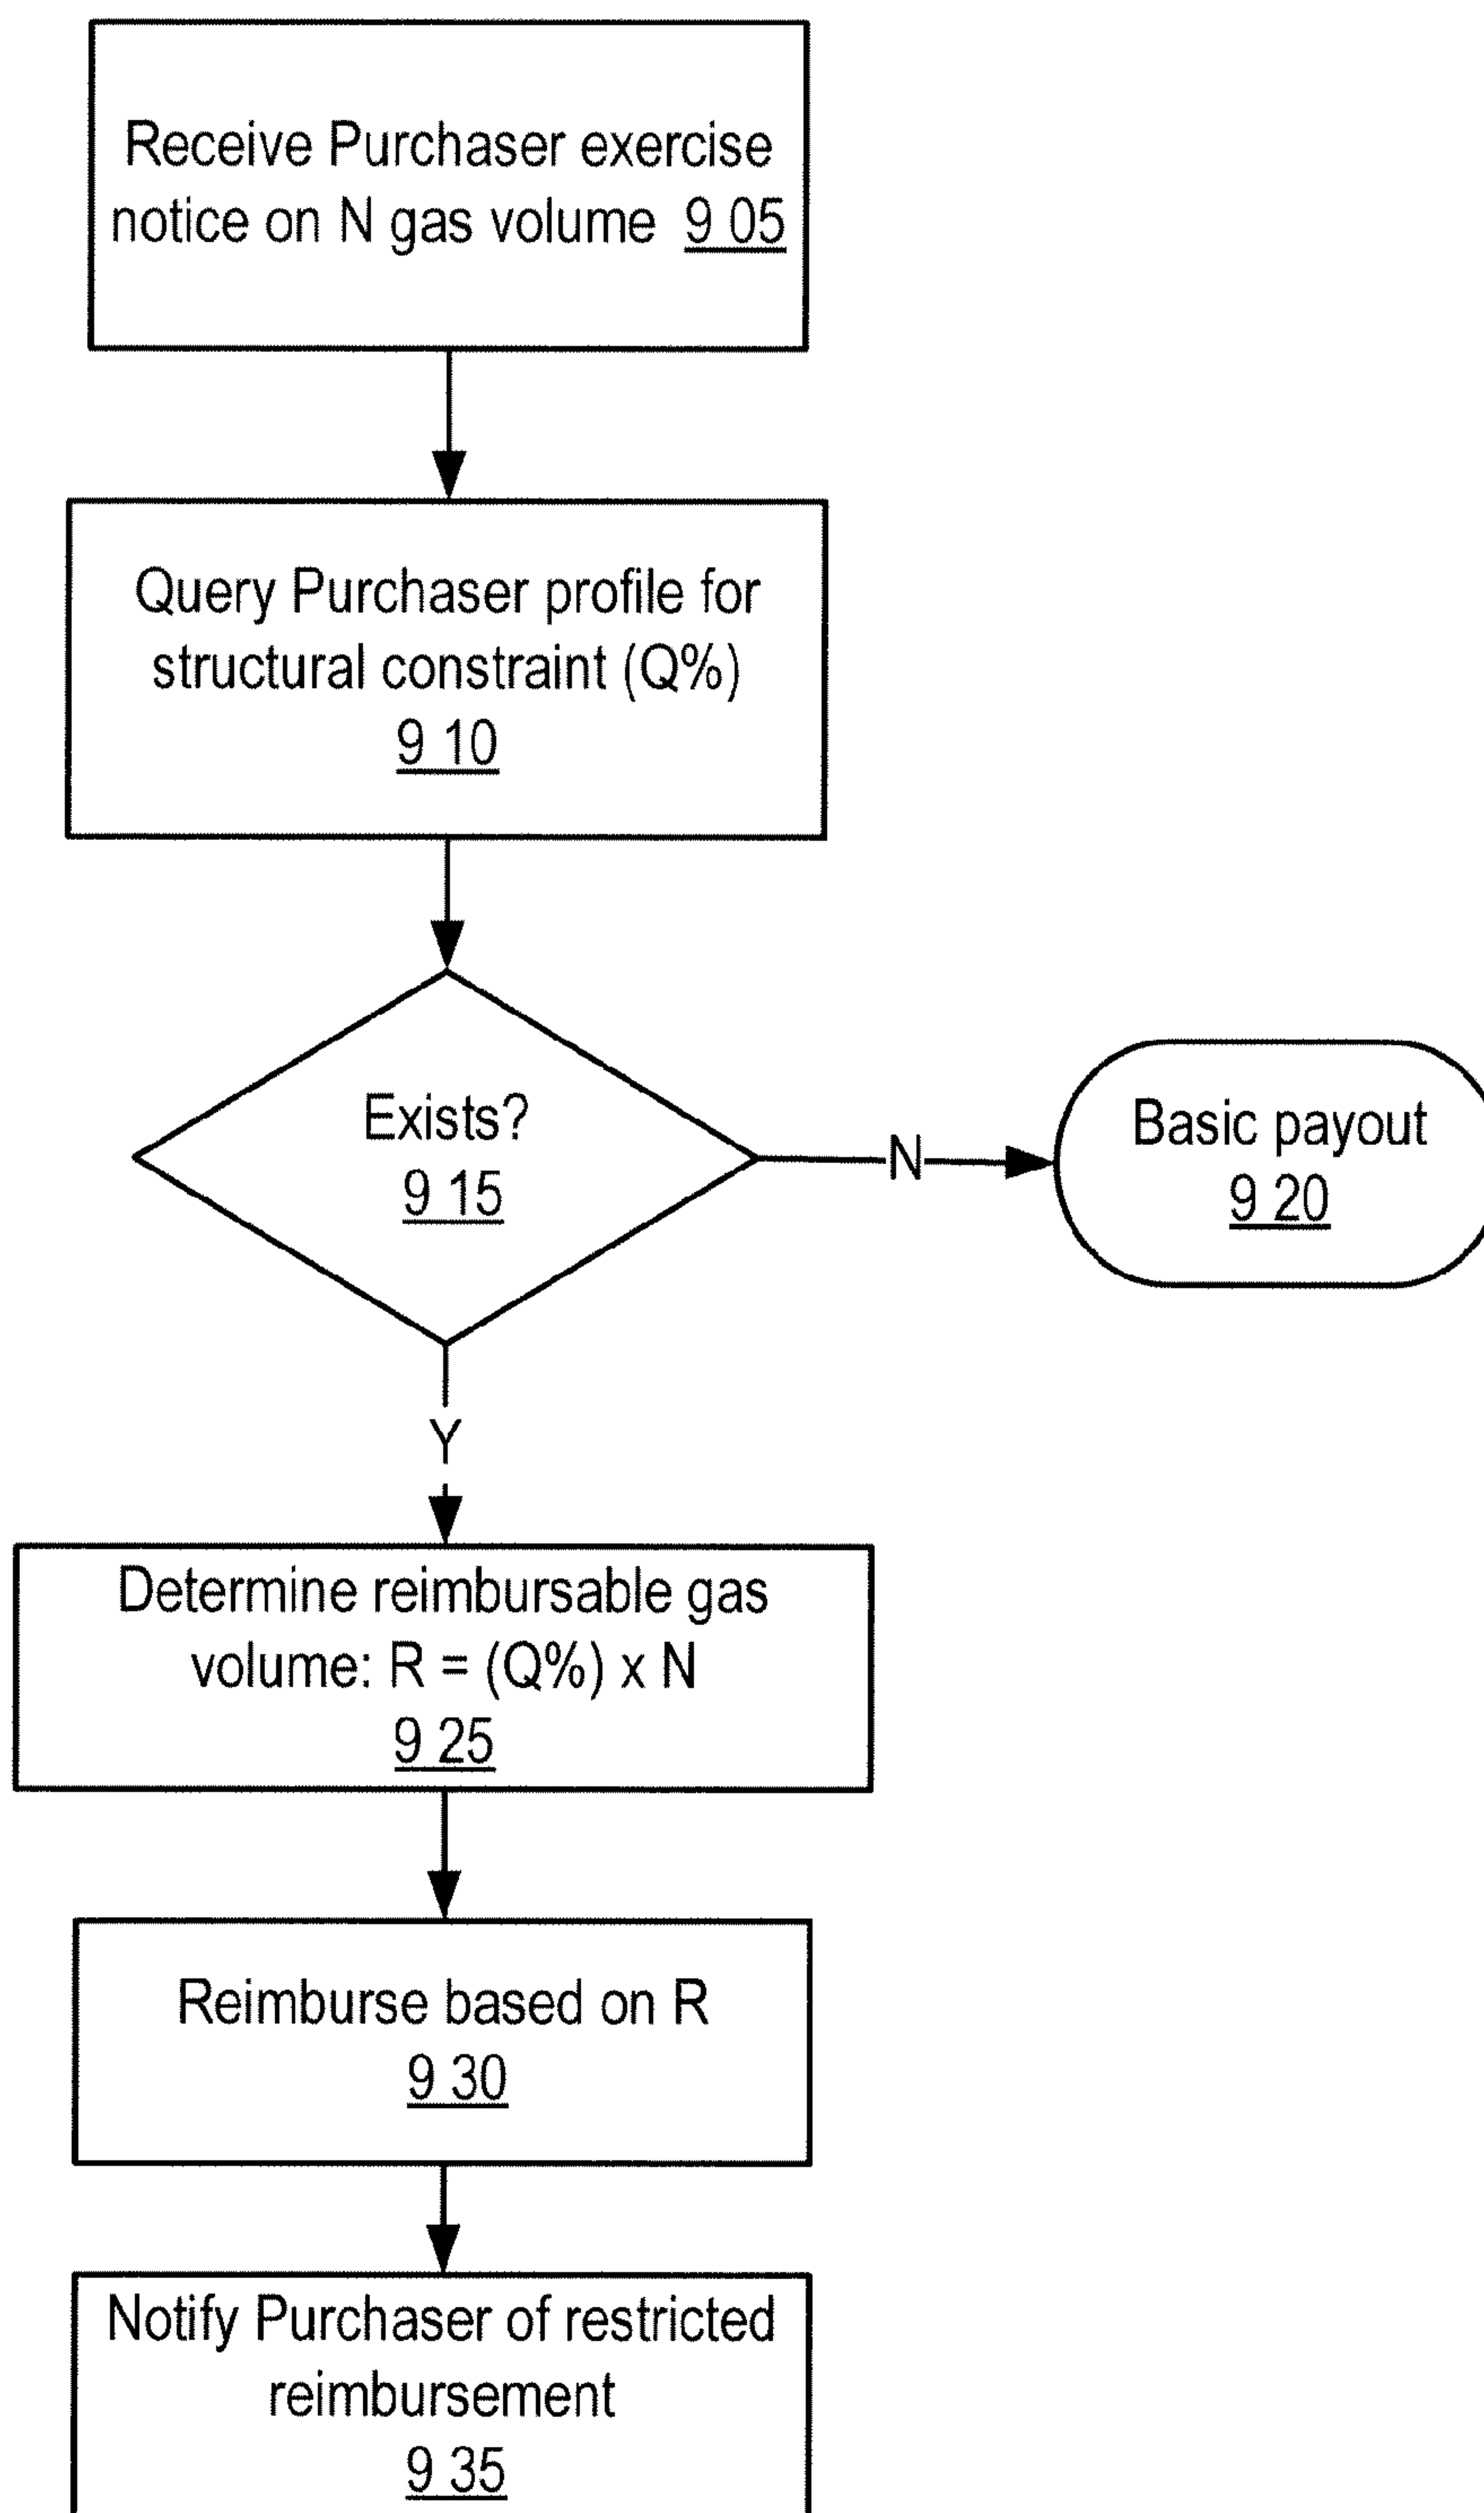 Receive Purchaser exercise
notice on N gas volume 9 05
Query Purchaser profile for
structural constraint (Q%)
9 10
Exists?
9 15
N
Basic payout
9 20
Y
Determine reimbursable gas
volume: R = (Q%) x N
9 25
Reimburse based on R
9 30
Notify Purchaser of restricted
reimbursement
9 35